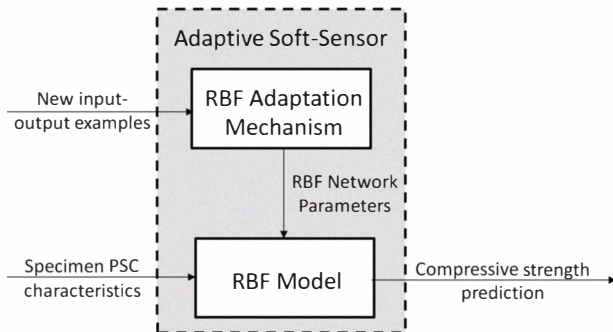 Adaptive Soft-Sensor
New input-
output examples
RBF Adaptation
Mechanism
RBF Network
Parameters
Specimen PSC
characteristics
RBF Model
Compressive strength
prediction